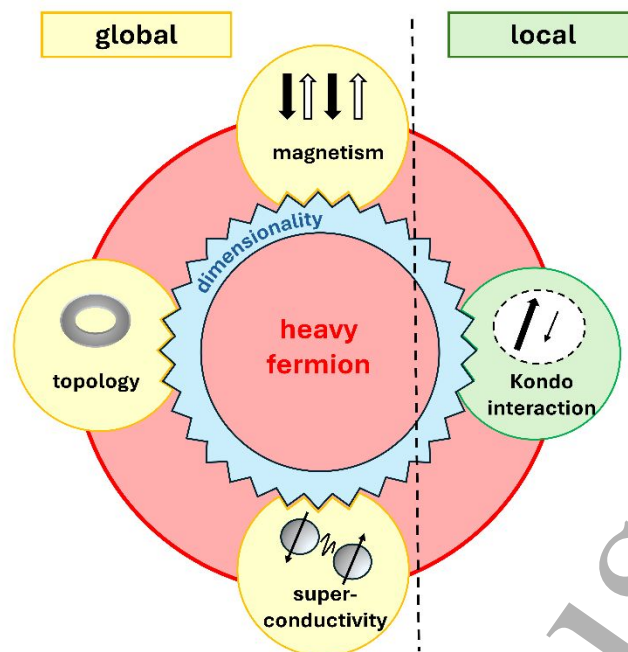 global
local
magnetism
dimensionality
heavy
fermion
topology
Kondo
interaction
super-
conductivity